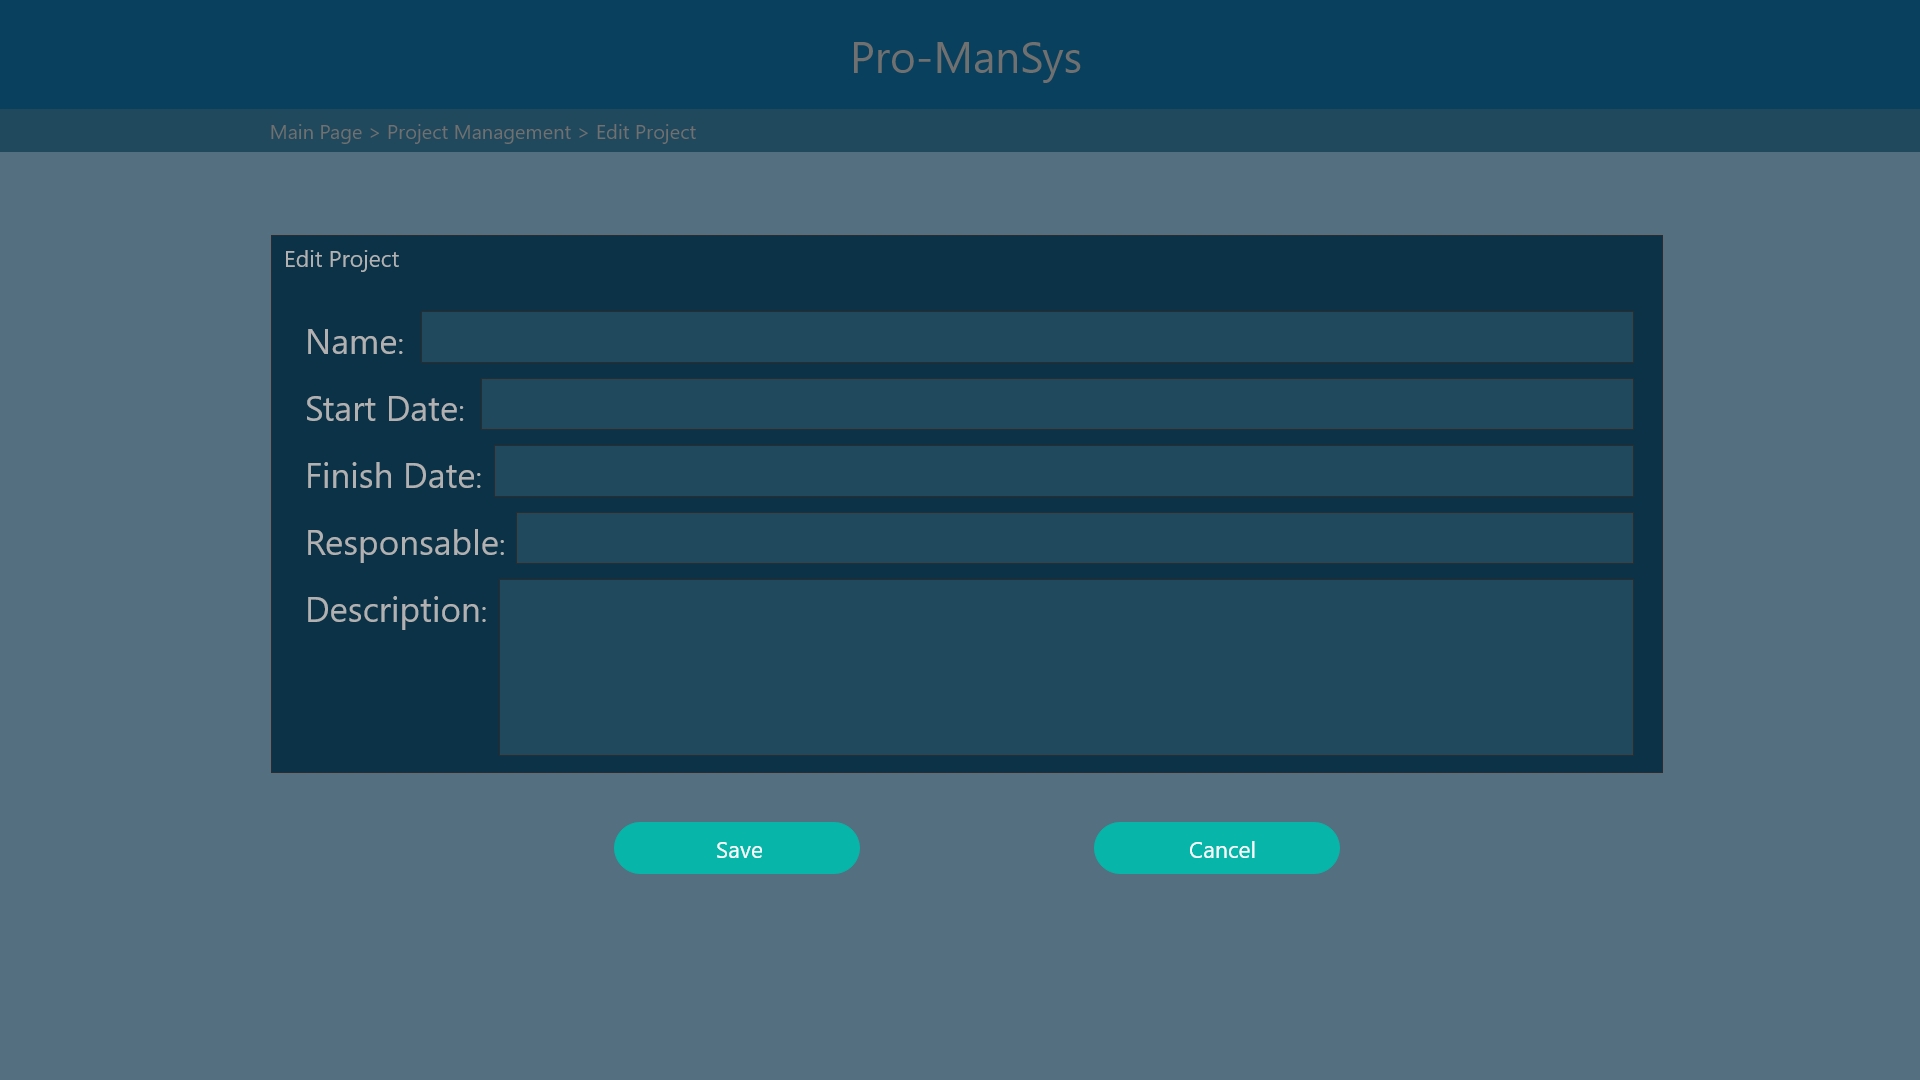 Pro-ManSys
Main Page > Project Management > Edit Project
Edit Project
Name:
Start Date:
Finish Date:
Responsable:
Description:
Save
Cancel